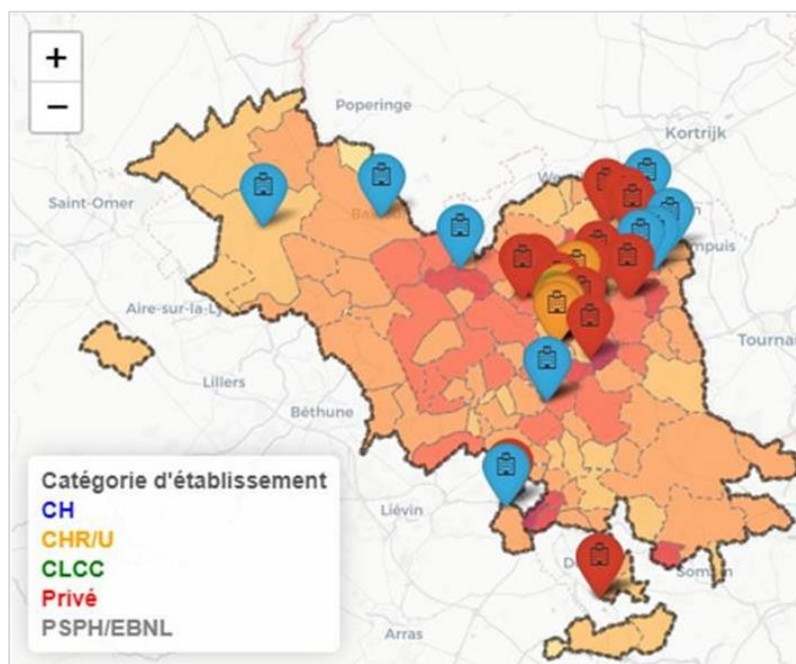 +
−
Poperinge
Kortrijk
Saint-Omer
Aire-sur-la-Ly
Tournai
Lillers
Béthune
Catégorie d'établissement
CH
CHR/U
CLCC
Privé
PSPH/EBNL
Liévin
Somain
Arras